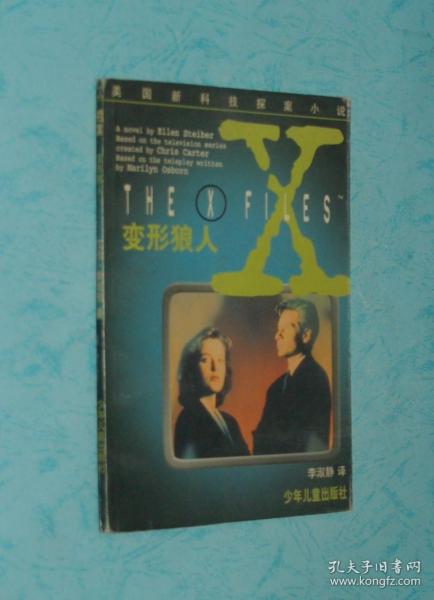 美国新科技探案小说
A novel by Ellen Steiber
Based on the television series
created by Chris Carter
Based on the teleplay written
by Marilyn Osborn
X
THE X FILES™
变形狼人
李淑静 译
少年儿童出版社
孔夫子旧书网
www.kongfz.com